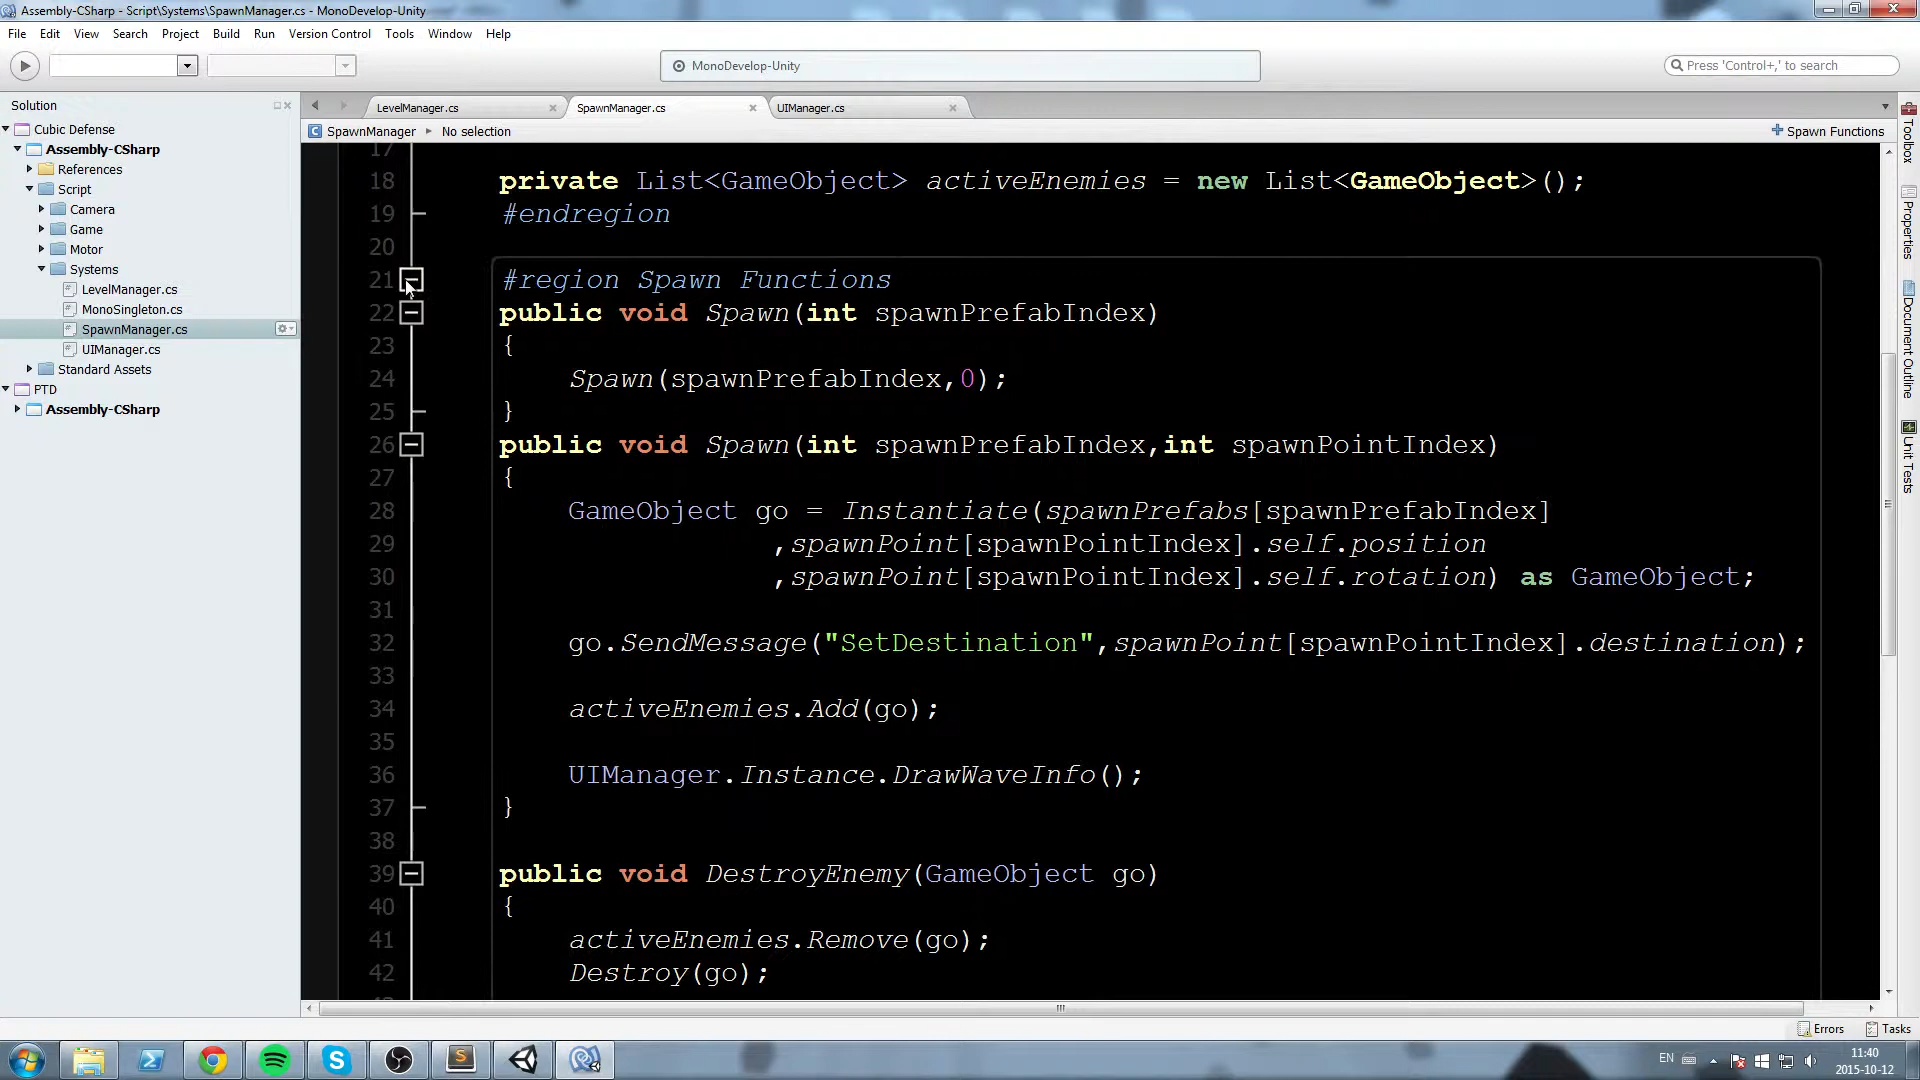 Assembly-CSharp - Script\Systems\SpawnManager.cs - MonoDevelop-Unity
File Edit View Search Project Build Run Version Control Tools Window Help
MonoDevelop-Unity
Press 'Control+,' to search
Solution
Cubic Defense
Assembly-CSharp
References
Script
Camera
Game
Motor
Systems
LevelManager.cs
MonoSingleton.cs
SpawnManager.cs
UIManager.cs
Standard Assets
PTD
Assembly-CSharp
LevelManager.cs SpawnManager.cs UIManager.cs
SpawnManager No selection Spawn Functions
17
18 private List<GameObject> activeEnemies = new List<GameObject>();
19 #endregion
20
21 #region Spawn Functions
22 public void Spawn(int spawnPrefabIndex)
23 {
24 Spawn(spawnPrefabIndex,0);
25 }
26 public void Spawn(int spawnPrefabIndex,int spawnPointIndex)
27 {
28 GameObject go = Instantiate(spawnPrefabs[spawnPrefabIndex]
29 ,spawnPoint[spawnPointIndex].self.position
30 ,spawnPoint[spawnPointIndex].self.rotation) as GameObject;
31
32 go.SendMessage("SetDestination",spawnPoint[spawnPointIndex].destination);
33
34 activeEnemies.Add(go);
35
36 UIManager.Instance.DrawWaveInfo();
37 }
38
39 public void DestroyEnemy(GameObject go)
40 {
41 activeEnemies.Remove(go);
42 Destroy(go);
Toolbox
Properties
Document Outline
Unit Tests
Errors Tasks
EN
11:40
2015-10-12